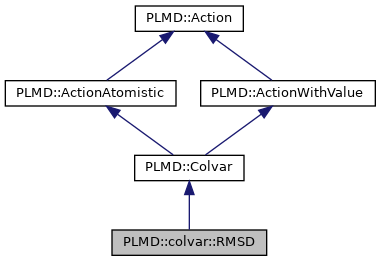 PLMD::Action
PLMD::ActionAtomistic
PLMD::ActionWithValue
PLMD::Colvar
PLMD::colvar::RMSD